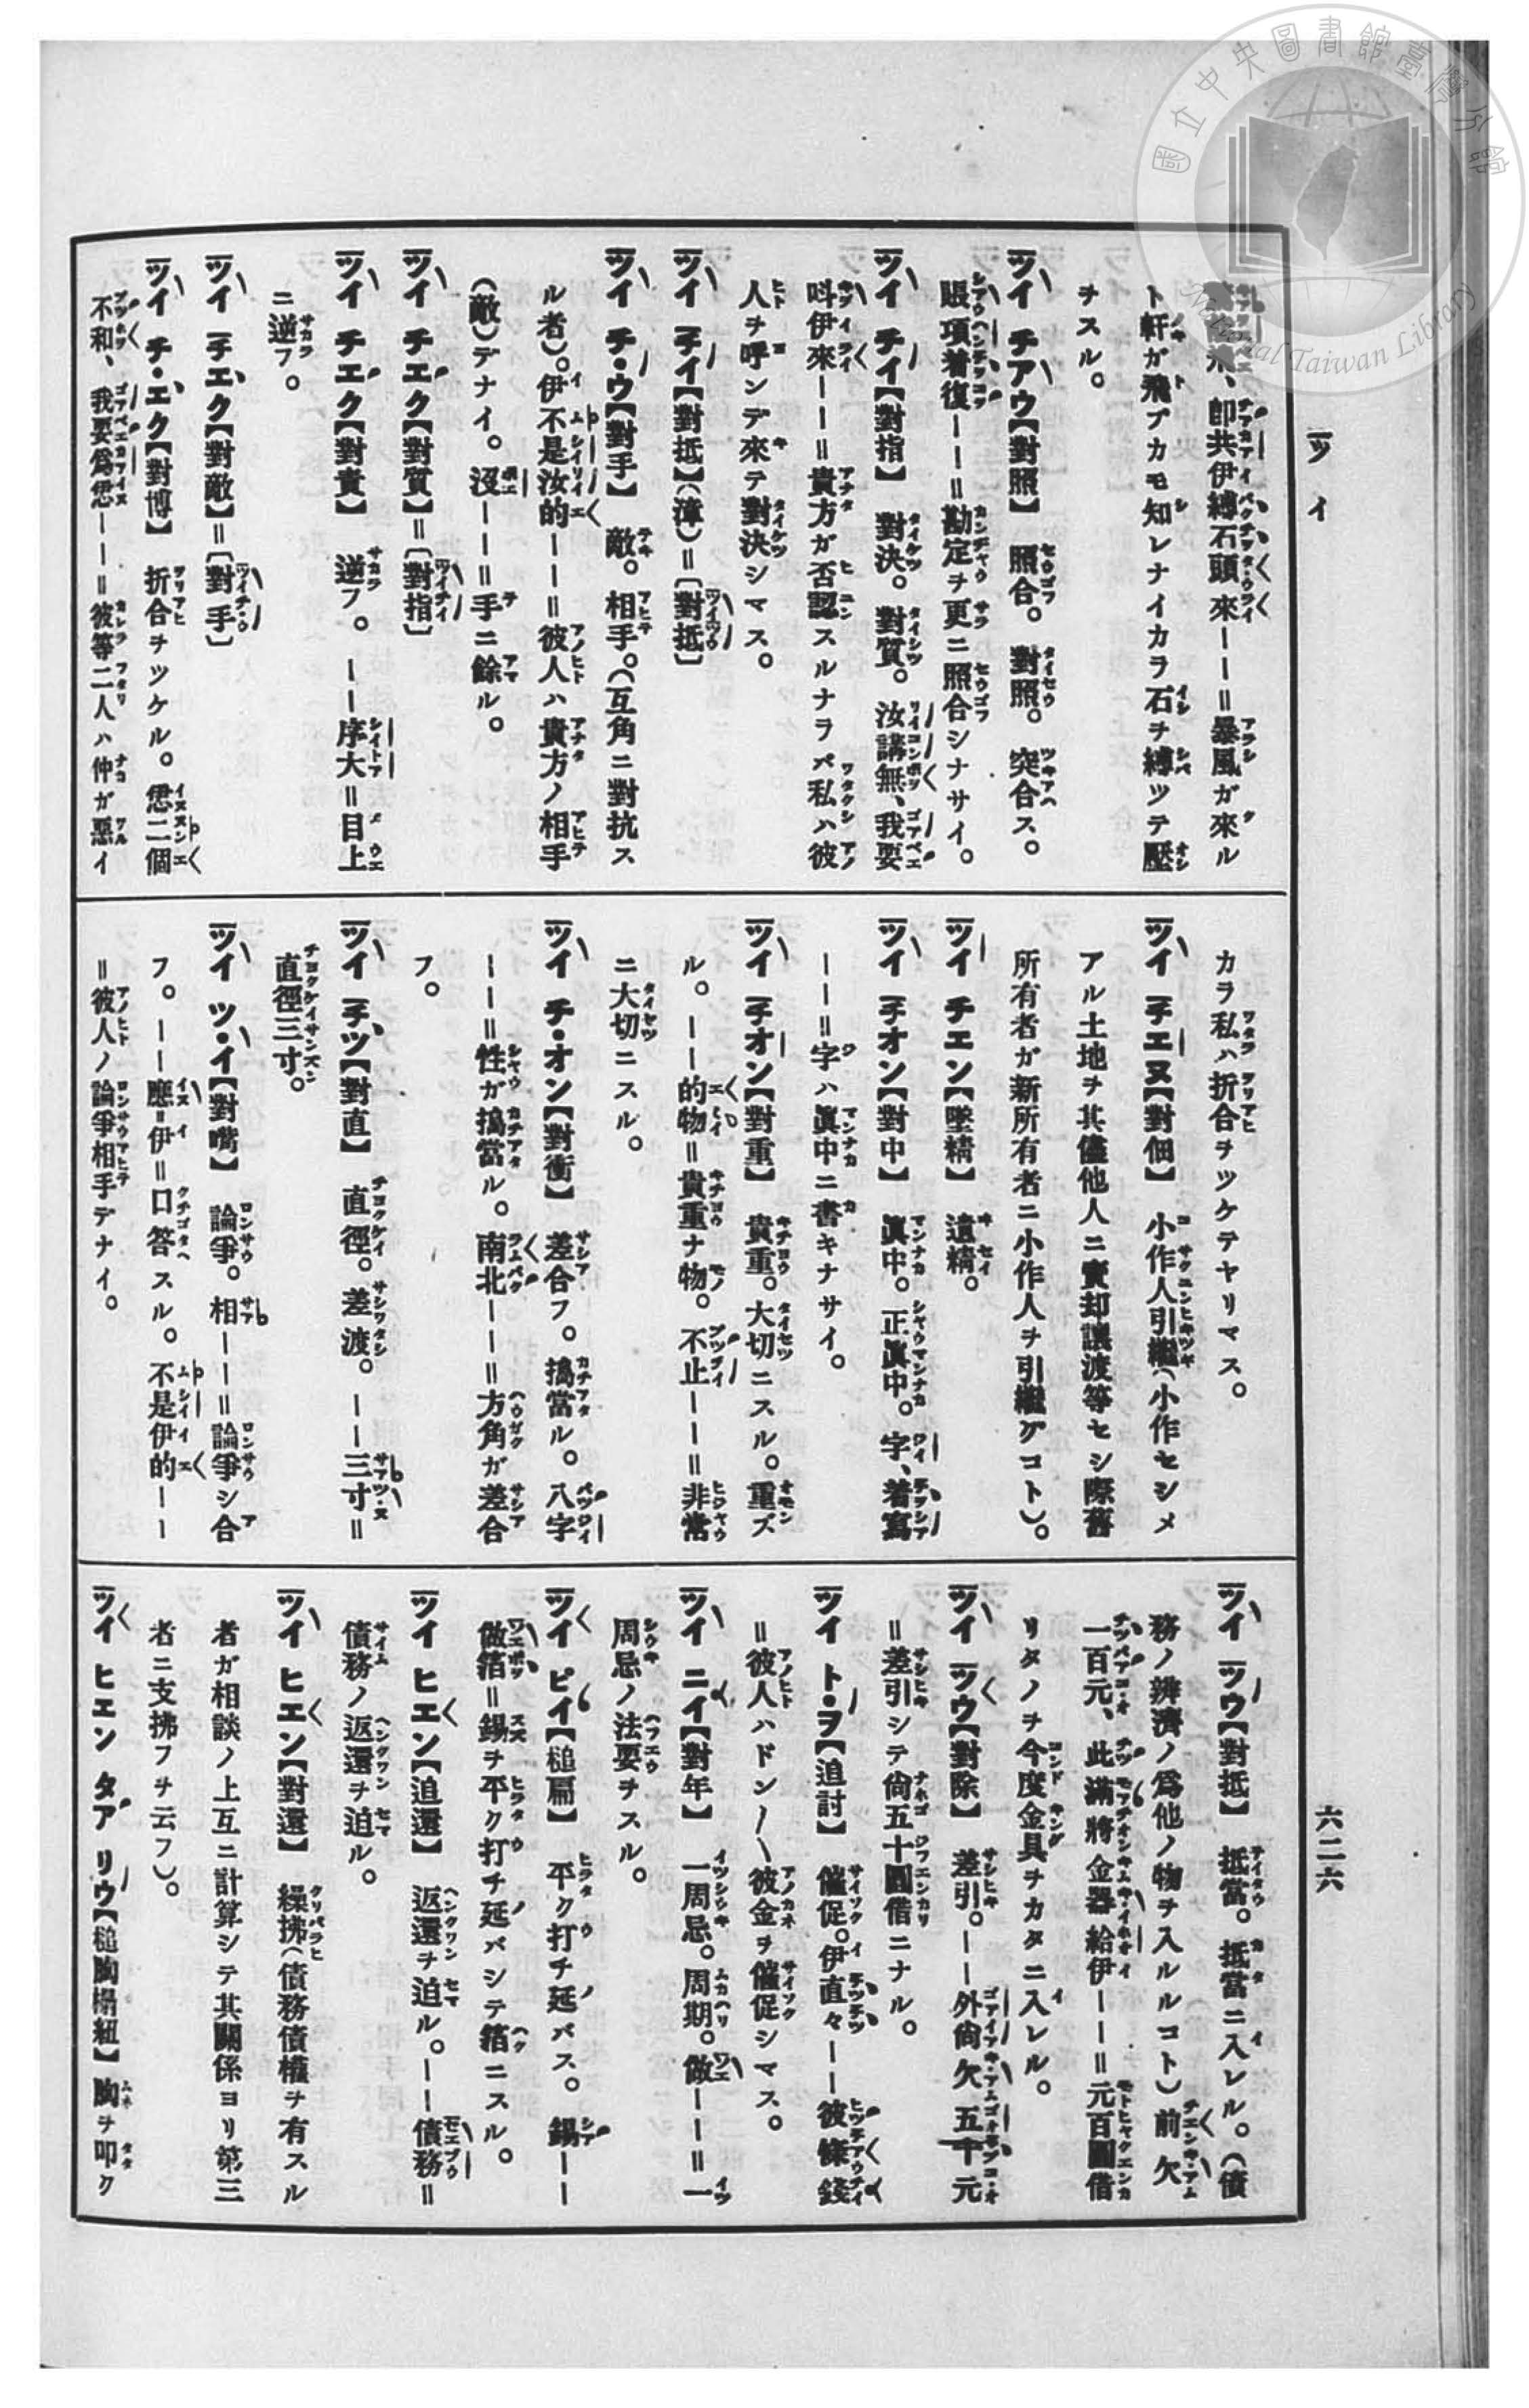 ツイ
六二六
飛、卽共伊縛石頭來——＝暴風ガ來ル
ト軒ガ飛ブカモ知レナイカラ石ヲ縛ツテ壓
ヲスル。
ツイ チアウ【對照】 照合。對照。突合ス。
賬項着復——＝勘定ヲ更ニ照合シナサイ。
ツイ チイ【對指】 對決。對質。汝講無、我要
呌伊來——＝貴方ガ否認スルナラバ私ハ彼
人ヲ呼ンデ來テ對決シマス。
ツイ チイ【對抵】（漳）＝〔對抵〕
ツイ チ・ウ【對手】 敵。相手。（互角ニ對抗ス
ル者）。伊不是汝的——＝彼人ハ貴方ノ相手
（敵）デナイ。沒——＝手ニ餘ル。
ツイ チエク【對質】＝〔對指〕
ツイ チエク【對責】 逆フ。——序大＝目上
ニ逆フ。
ツイ チエク【對敵】＝〔對手〕
ツイ チ・エク【對博】 折合ヲツケル。怹二個
不和、我要爲怹——＝彼等二人ハ仲ガ惡イ
カラ私ハ折合ヲツケテヤリマス。
ツイ チエヌ【對佃】 小作人引繼（小作セシメ
アル土地ヲ其儘他人ニ賣却讓渡等セシ際舊
所有者ガ新所有者ニ小作人ヲ引繼グコト）。
ツイ チエン【墜精】 遺精。
ツイ チオン【對中】 眞中。正眞中。字、着寫
——＝字ハ眞中ニ書キナサイ。
ツイ チオン【對重】 貴重。大切ニスル。重ズ
ル。——的物＝貴重ナ物。不止——＝非常
ニ大切ニスル。
ツイ チ・オン【對衝】 差合フ。搗當ル。八字
——＝性ガ搗當ル。南北——＝方角ガ差合
フ。
ツイ チツ【對直】 直徑。差渡。——三寸＝
直徑三寸。
ツイ ツ・イ【對嘴】 論爭。相——＝論爭シ合
フ。——應伊＝口答スル。不是伊的——
＝彼人ノ論爭相手デナイ。
ツイ ツウ【對抵】 抵當。抵當ニ入レル。（債
務ノ辨濟ノ爲他ノ物ヲ入ルルコト）前欠
一百元、此滿將金器給伊——＝元百圓借
リタノヲ今度金具ヲカタニ入レル。
ツイ ツウ【對除】 差引。——外尙欠五十元
＝差引シテ尙五十圓借ニナル。
ツイ ト・ヲ【追討】 催促。伊直々——彼條錢
＝彼人ハドン〳〵彼金ヲ催促シマス。
ツイ ニイ【對年】 一周忌。周期。做——＝一
周忌ノ法要ヲスル。
ツイ ピイ【槌扁】 平ク打チ延バス。錫——
做箔＝錫ヲ平ク打チ延バシテ箔ニスル。
ツイ ヒエン【追還】 返還ヲ迫ル。——債務＝
債務ノ返還ヲ迫ル。
ツイ ヒエン【對還】 繰拂（債務債權ヲ有スル
者ガ相談ノ上互ニ計算シテ其關係ヨリ第三
者ニ支拂フヲ云フ）。
ツイ ヒエン タア リウ【槌胸搨紐】 胸ヲ叩ク